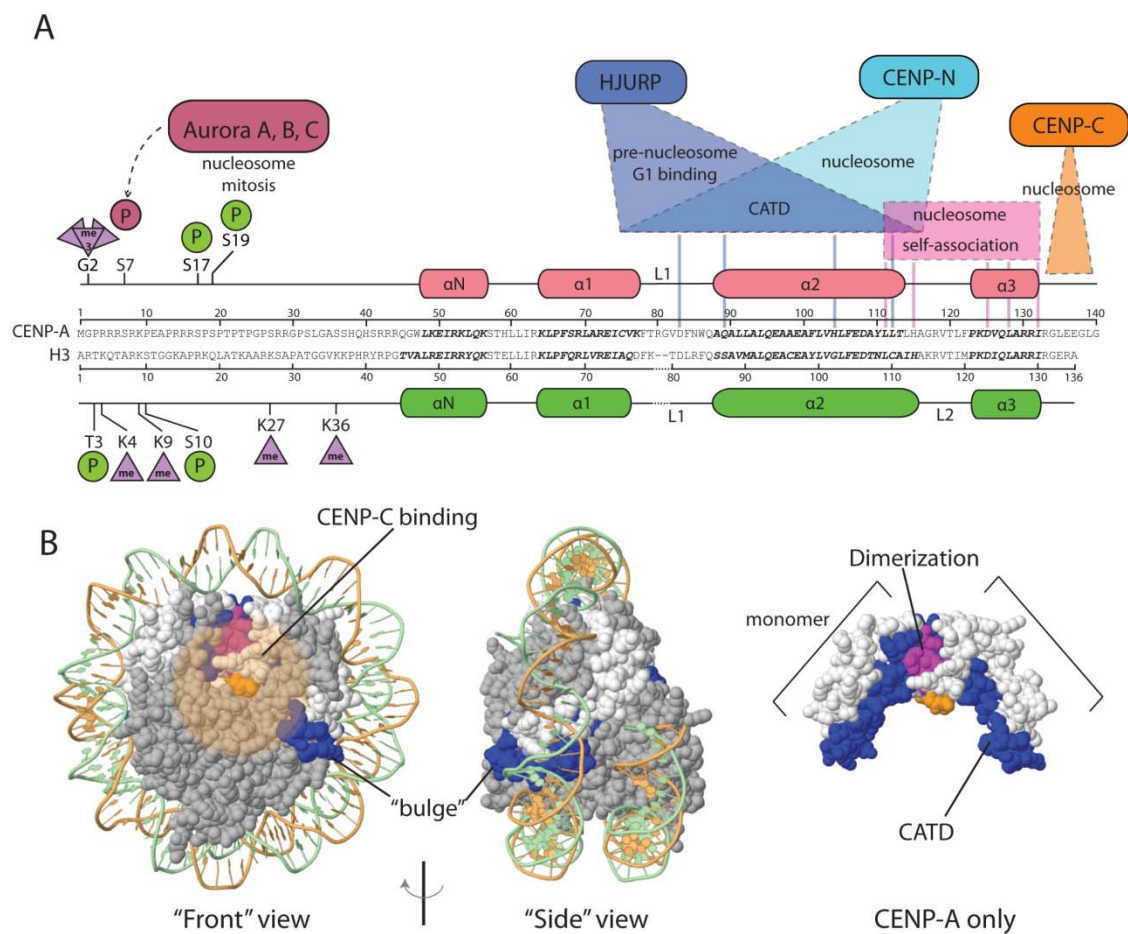 A
HJURP
CENP-N
CENP-C
Aurora A, B, C
nucleosome
mitosis
pre-nucleosome
G1 binding
nucleosome
nucleosome
CATD
nucleosome
self-association
me
3
P
P
P
G2
S7
S17
S19
αN
α1
L1
α2
α3
1 10 20 30 40 50 60 70 80 90 100 110 120 130 140
CENP-A MGPRRRSRKPEAPRRRSPSPTPTPGPSRRGPSLGASSHQHSRRRQGWLKEIRKLQKSTHLLIRKLPFSRLAREICVKFTRGVDFNWQAQALLALQEAAEAFLVHLFEDAYLLTLHAGRVTLFPKDVQLARRIRGLEEGLG
H3 ARTKQTARKSTGGKAPRKQLATKAARKSAPATGGVKKPHRYRPGTVALREIRRYQKSTELLIRKLPFQRLVREIAQDFK--TDLRFQSSAVMALQEACEAYLVGLFEDTNLCAIHAKRVTIMPKDIQLARRIRGERA
1 10 20 30 40 50 60 70 80 90 100 110 120 130 136
αN
α1
L1
α2
L2
α3
T3
K4
K9
S10
K27
K36
P
me
me
P
me
me
B
CENP-C binding
Dimerization
monomer
"bulge"
CATD
"Front" view
"Side" view
CENP-A only